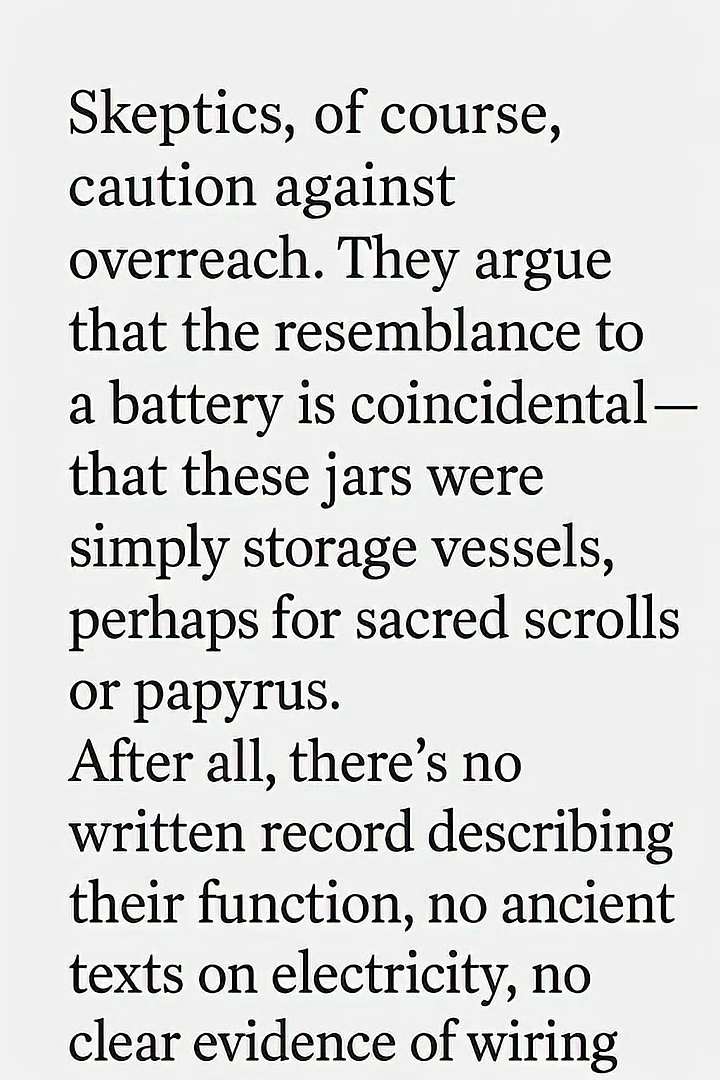 Skeptics, of course,
caution against
overreach. They argue
that the resemblance to
a battery is coincidental—
that these jars were
simply storage vessels,
perhaps for sacred scrolls
or papyrus.
After all, there’s no
written record describing
their function, no ancient
texts on electricity, no
clear evidence of wiring